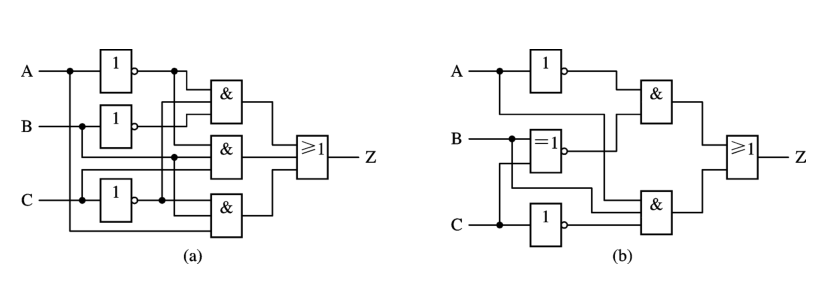 A 1 & B 1 & ≥1 Z C 1 &
(a)
A 1 & B =1 ≥1 Z & C 1
(b)